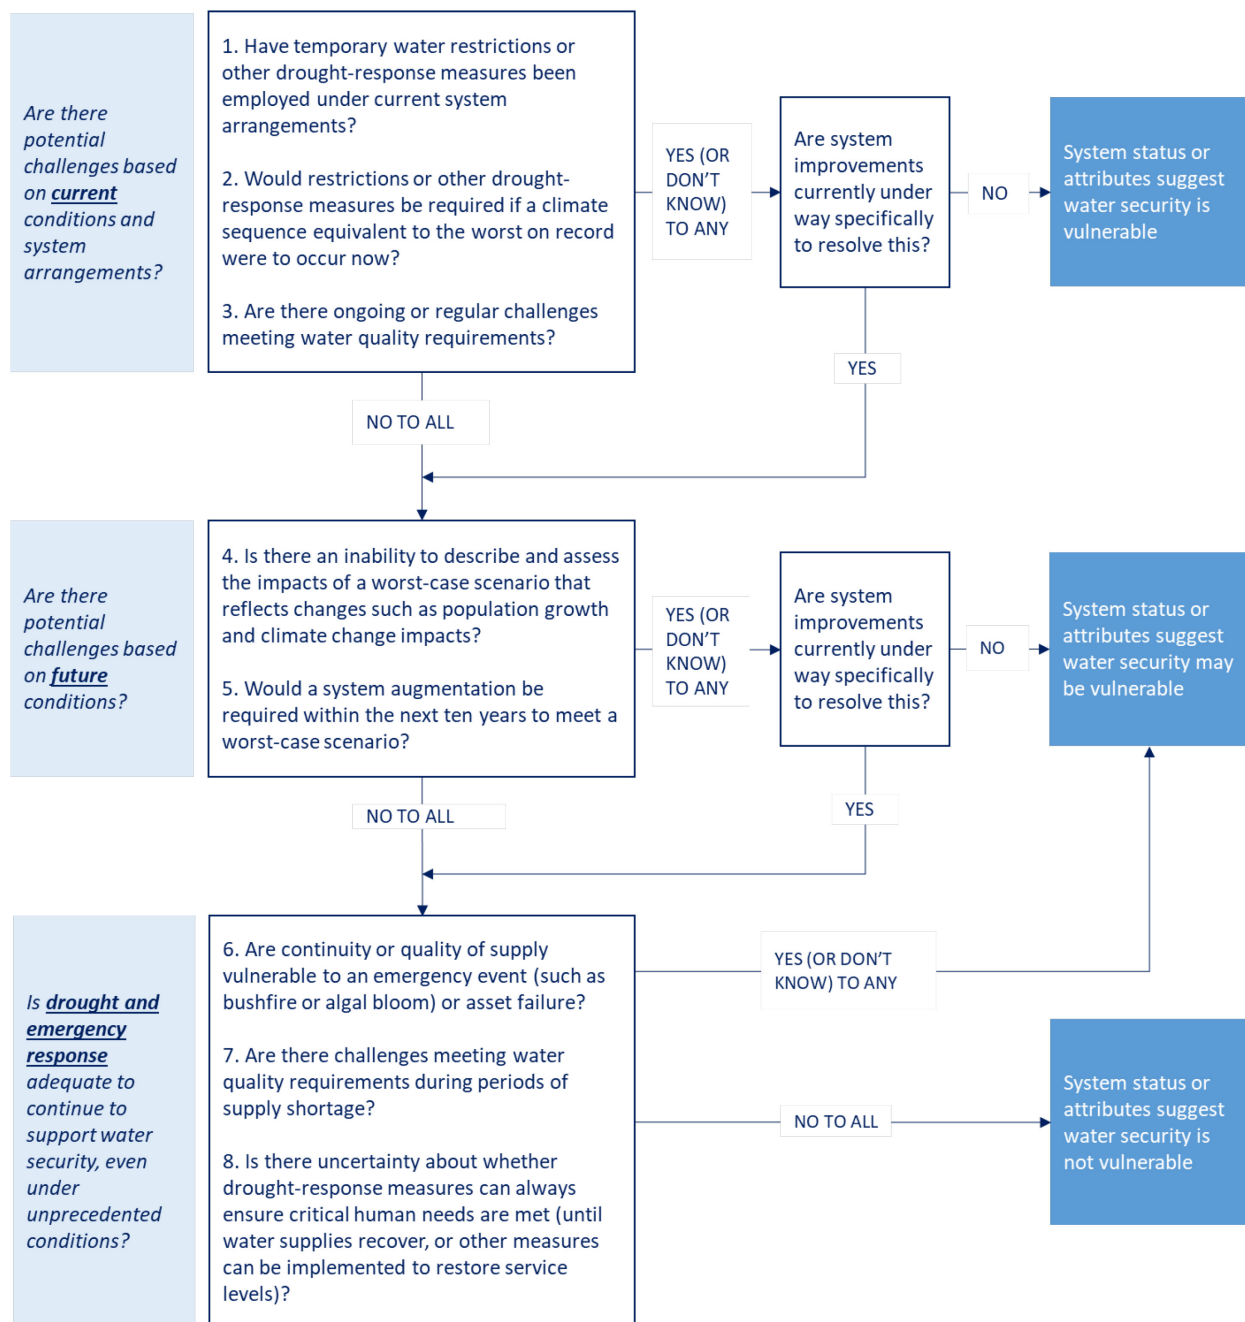 Are there
potential
challenges based
on current
conditions and
system
arrangements?
1. Have temporary water restrictions or
other drought-response measures been
employed under current system
arrangements?
2. Would restrictions or other drought-
response measures be required if a climate
sequence equivalent to the worst on record
were to occur now?
3. Are there ongoing or regular challenges
meeting water quality requirements?
YES (OR
DON'T
KNOW)
TO ANY
Are system
improvements
currently under
way specifically
to resolve this?
NO
System status or
attributes suggest
water security is
vulnerable
YES
NO TO ALL
Are there
potential
challenges based
on future
conditions?
4. Is there an inability to describe and assess
the impacts of a worst-case scenario that
reflects changes such as population growth
and climate change impacts?
5. Would a system augmentation be
required within the next ten years to meet a
worst-case scenario?
YES (OR
DON'T
KNOW)
TO ANY
Are system
improvements
currently under
way specifically
to resolve this?
NO
System status or
attributes suggest
water security may
be vulnerable
YES
NO TO ALL
Is drought and
emergency
response
adequate to
continue to
support water
security, even
under
unprecedented
conditions?
6. Are continuity or quality of supply
vulnerable to an emergency event (such as
bushfire or algal bloom) or asset failure?
7. Are there challenges meeting water
quality requirements during periods of
supply shortage?
8. Is there uncertainty about whether
drought-response measures can always
ensure critical human needs are met (until
water supplies recover, or other measures
can be implemented to restore service
levels)?
YES (OR DON'T
KNOW) TO ANY
NO TO ALL
System status or
attributes suggest
water security is
not vulnerable